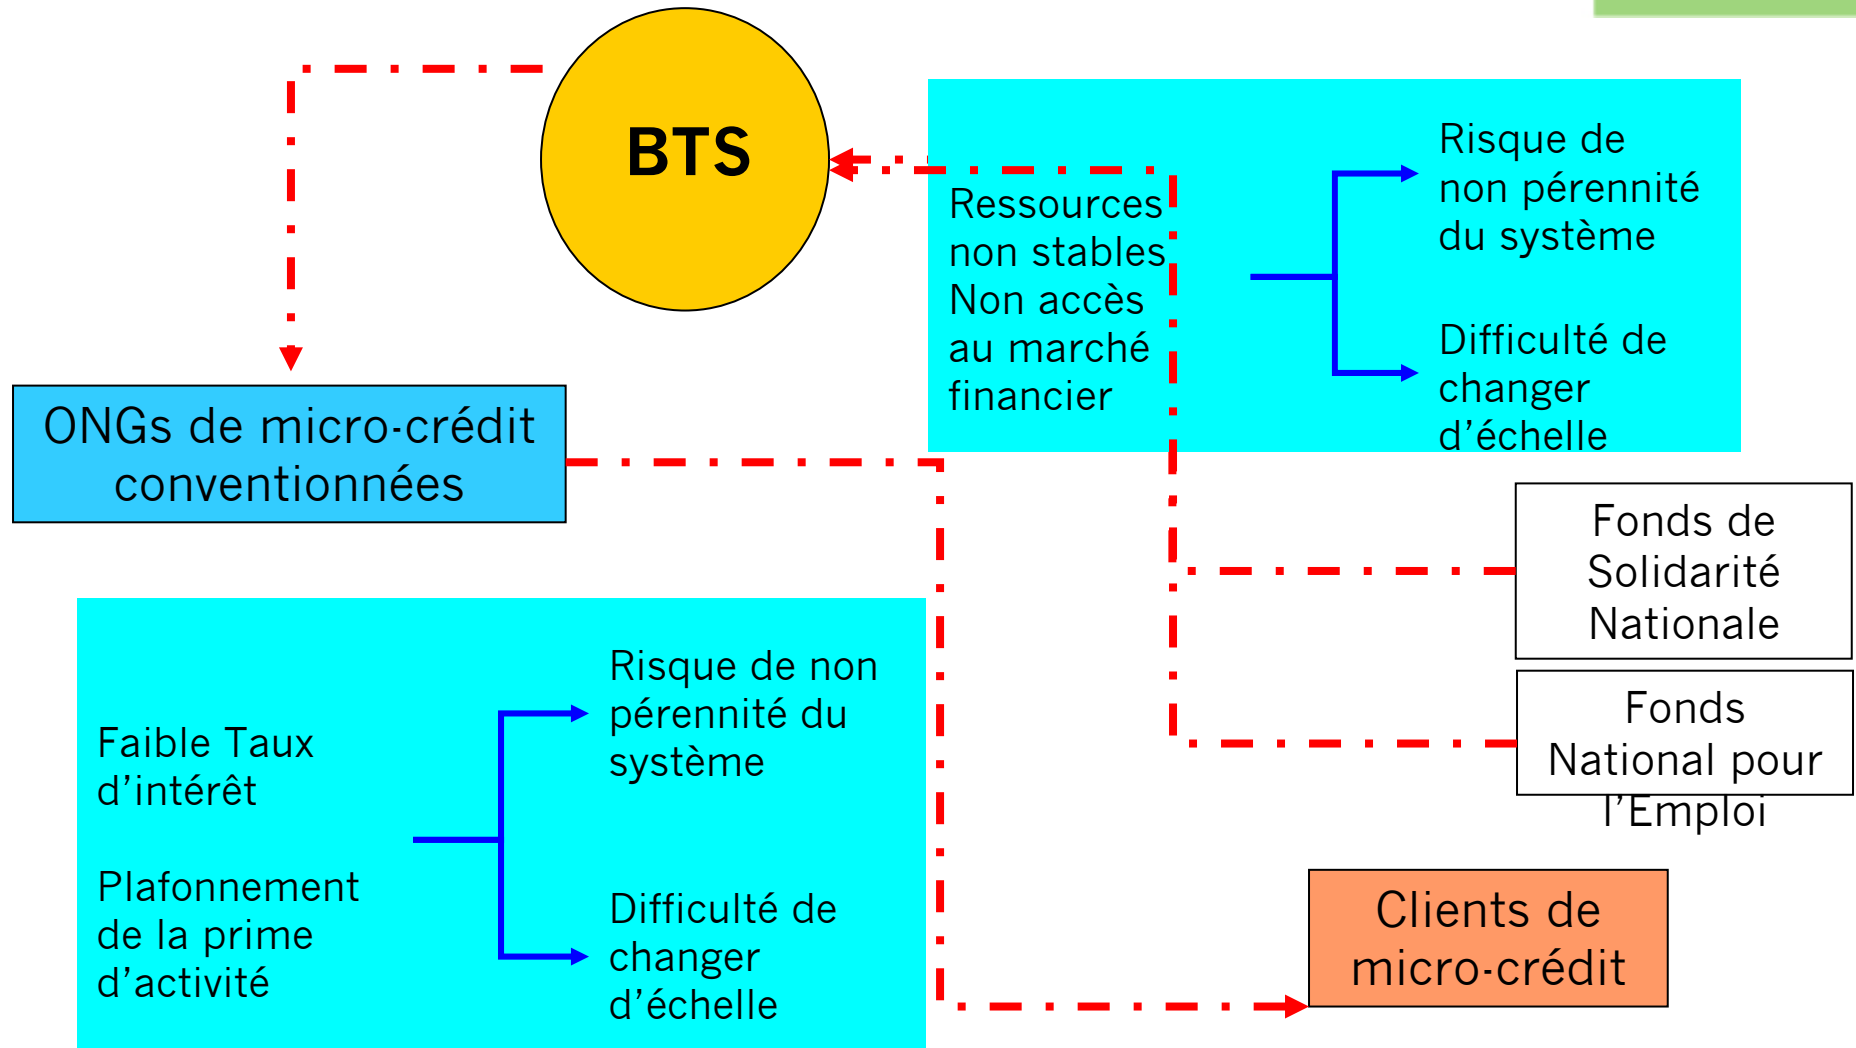 BTS
Ressources
non stables
Non accès
au marché
financier
Risque de
non pérennité
du système
Difficulté de
changer
d’échelle
ONGs de micro-crédit
conventionnées
Fonds de
Solidarité
Nationale
Fonds
National pour
l’Emploi
Faible Taux
d’intérêt
Plafonnement
de la prime
d’activité
Risque de non
pérennité du
système
Difficulté de
changer
d’échelle
Clients de
micro-crédit